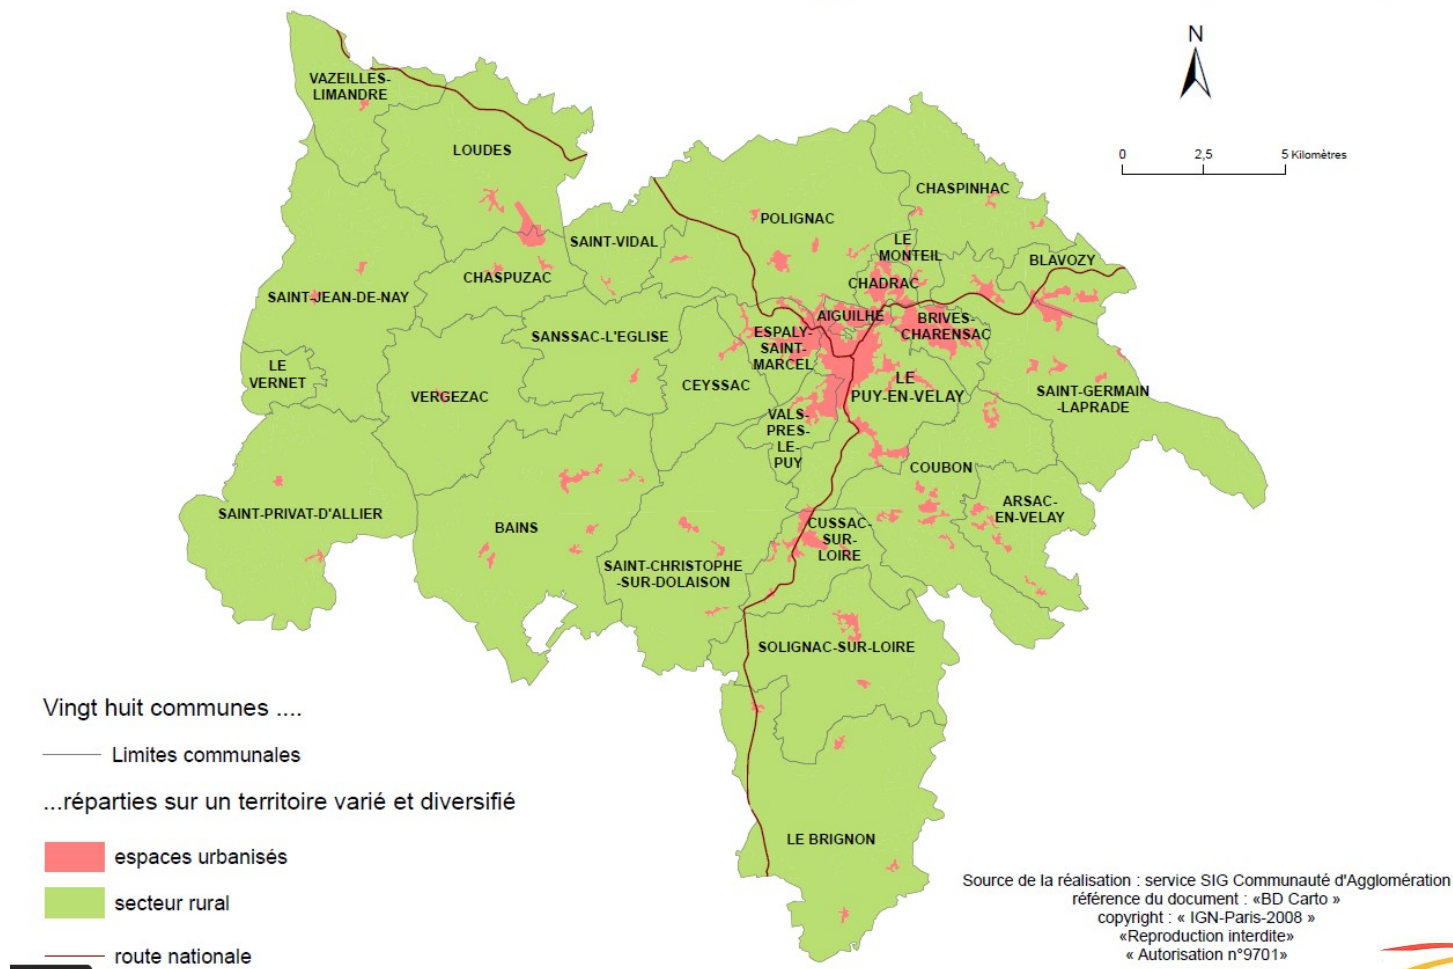 N
0 2,5 5 Kilomètres
VAZEILLES-
LIMANDRE
LOUDES
CHASPINHAC
POLIGNAC
SAINT-VIDAL
LE
MONTEIL
BLAVOZY
CHASPUZAC
CHADRAC
SAINT-JEAN-DE-NAY
AIGUILHE
BRIVES-
CHARENSAC
SANSSAC-L'EGLISE
ESPALY-
SAINT-
MARCEL
LE
VERNET
CEYSSAC
LE
PUY-EN-VELAY
VERGEZAC
SAINT-GERMAIN
-LAPRADE
VALS-
PRES-
LE-
PUY
COUBON
SAINT-PRIVAT-D'ALLIER
BAINS
ARSAC-
EN-VELAY
CUSSAC-
SUR-
LOIRE
SAINT-CHRISTOPHE
-SUR-DOLAISON
SOLIGNAC-SUR-LOIRE
LE BRIGNON
Vingt huit communes ....
Limites communales
...réparties sur un territoire varié et diversifié
espaces urbanisés
secteur rural
route nationale
Source de la réalisation : service SIG Communauté d'Agglomération
référence du document : «BD Carto »
copyright : « IGN-Paris-2008 »
«Reproduction interdite»
« Autorisation n°9701»